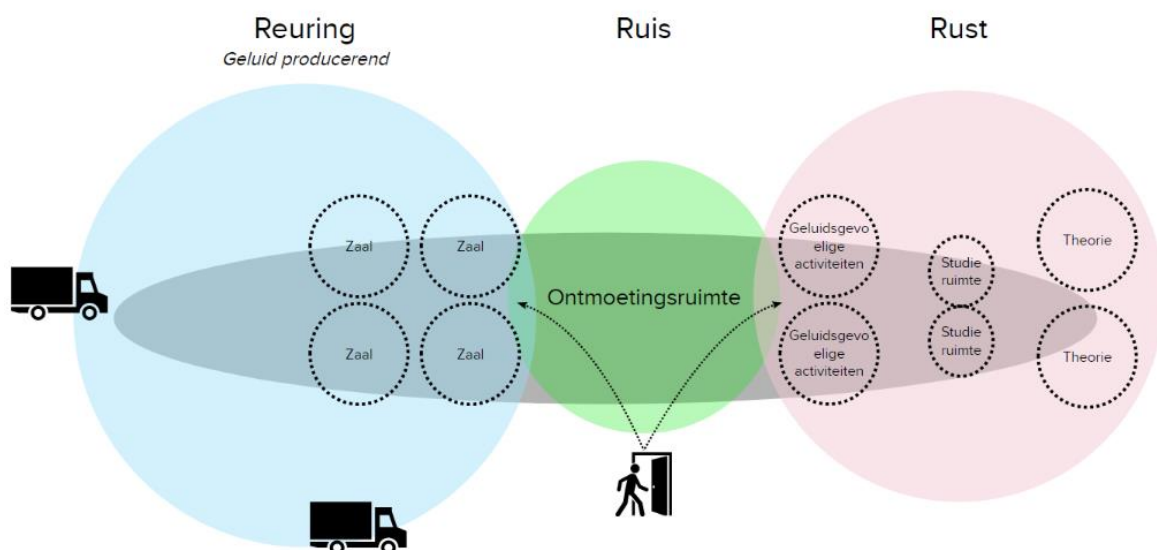 Reuring
Geluid producerend
Ruis
Rust
Zaal
Zaal
Zaal
Zaal
Ontmoetingsruimte
Geluidsgevo
elige
activiteiten
Geluidsgevo
elige
activiteiten
Studie
ruimte
Studie
ruimte
Theorie
Theorie